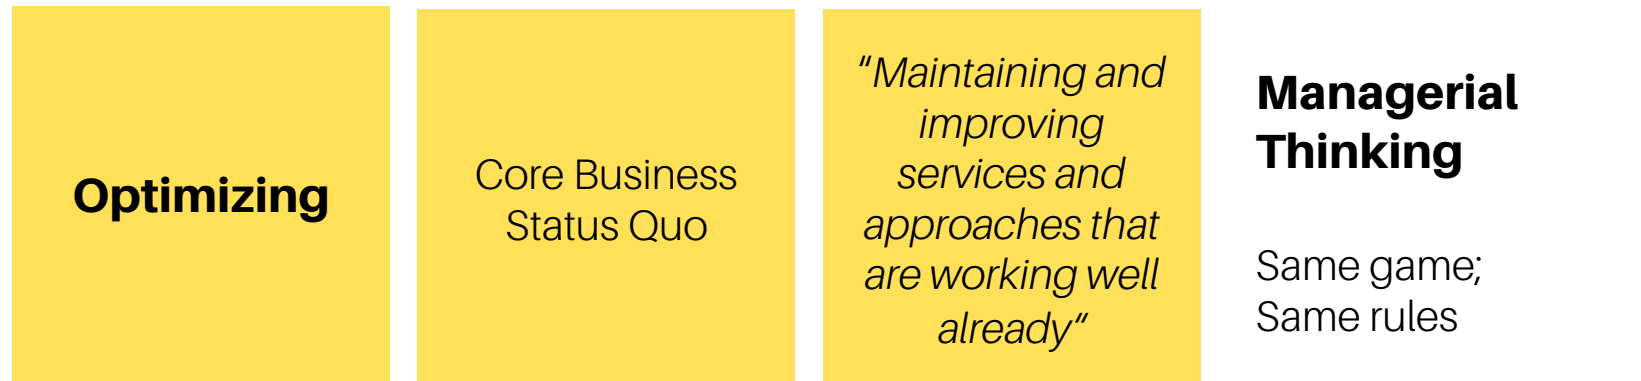 Optimizing
Core Business
Status Quo
“Maintaining and
improving
services and
approaches that
are working well
already“
Managerial
Thinking
Same game;
Same rules